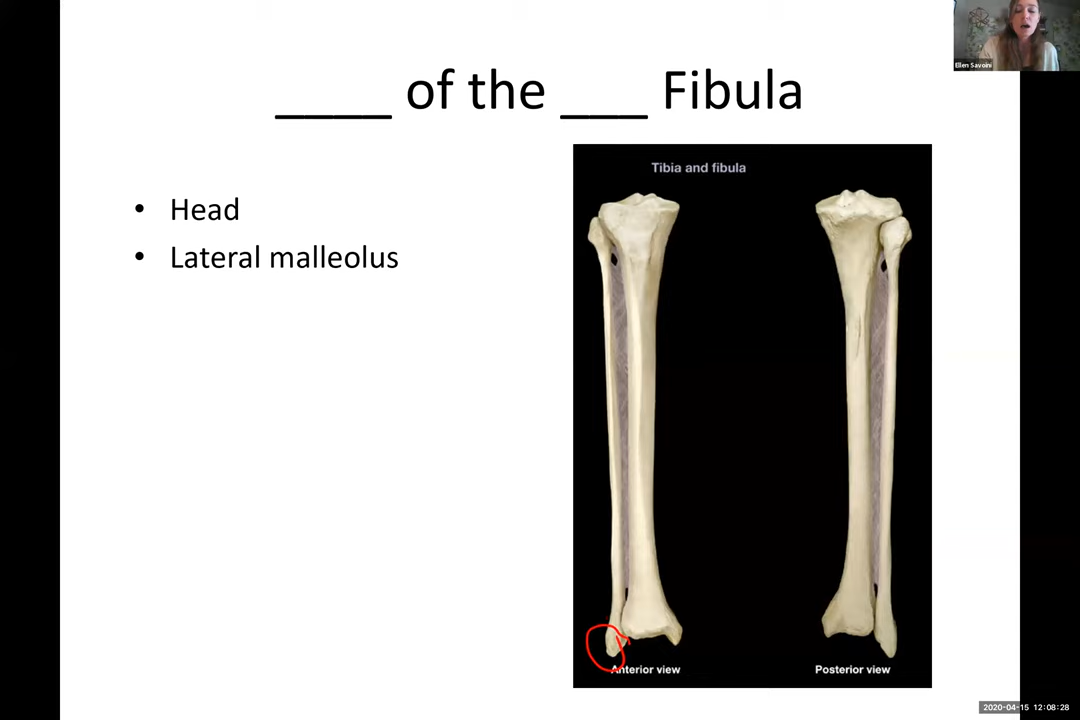 ____ of the ___ Fibula
• Head
• Lateral malleolus
Tibia and fibula
Anterior view
Posterior view
Ellen Savoini
2020-04-15 12:08:28